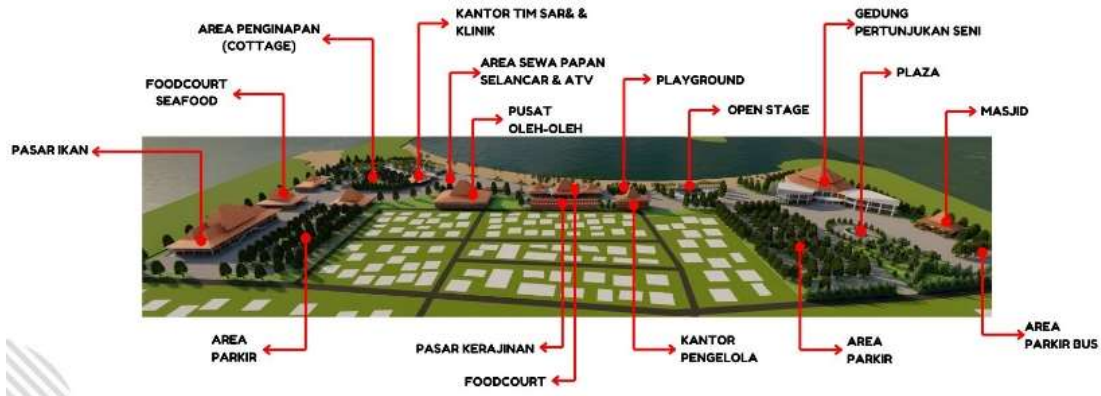 KANTOR TIM SAR& &
KLINIK
GEDUNG
PERTUNJUKAN SENI
AREA PENGINAPAN
(COTTAGE)
AREA SEWA PAPAN
SELANCAR & ATV
PLAYGROUND
PLAZA
FOODCOURT
SEAFOOD
PUSAT
OLEH-OLEH
OPEN STAGE
MASJID
PASAR IKAN
AREA
PARKIR
PASAR KERAJINAN
KANTOR
PENGELOLA
AREA
PARKIR
AREA
PARKIR BUS
FOODCOURT